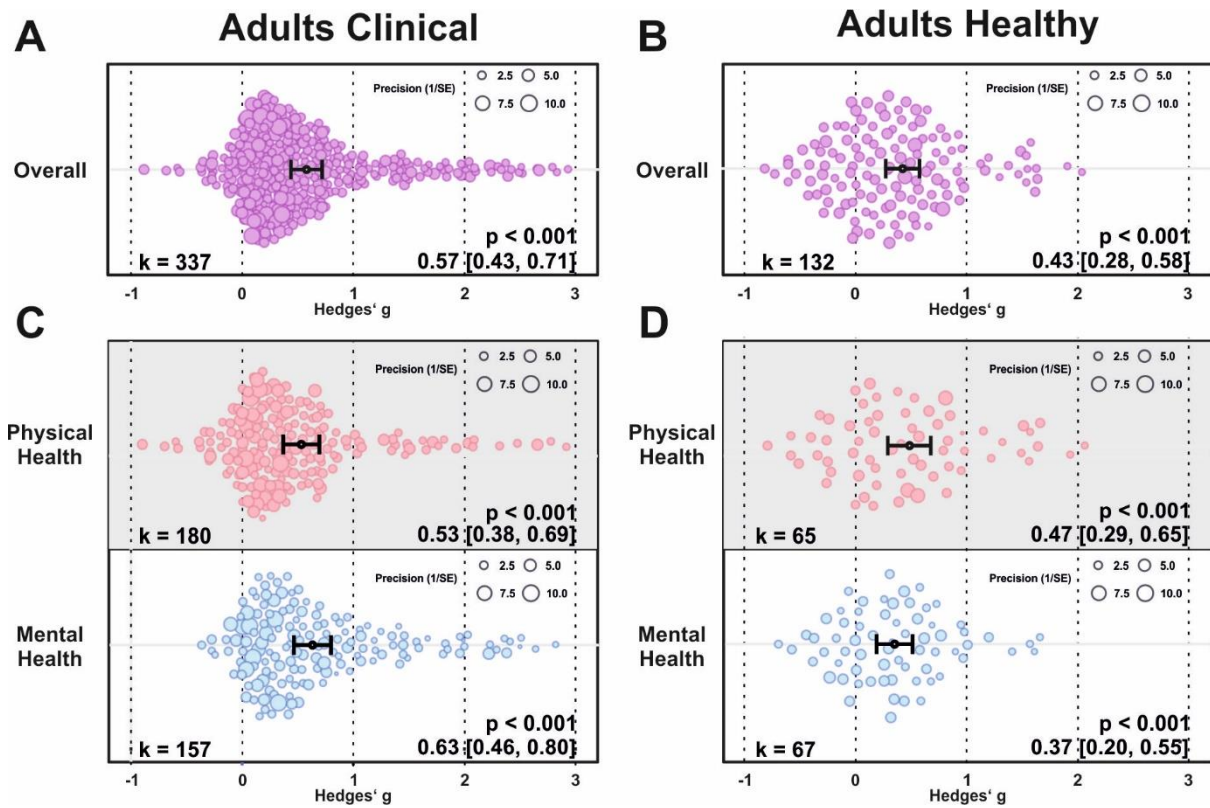 A
Adults Clinical
Precision (1/SE)
2.5 5.0
7.5 10.0
Overall
p < 0.001
k = 337
0.57 [0.43, 0.71]
-1 0 1 2 3
Hedges‘ g
B
Adults Healthy
Precision (1/SE)
2.5 5.0
7.5 10.0
Overall
p < 0.001
k = 132
0.43 [0.28, 0.58]
-1 0 1 2 3
Hedges‘ g
C
Precision (1/SE)
2.5 5.0
7.5 10.0
Physical
Health
p < 0.001
k = 180
0.53 [0.38, 0.69]
Precision (1/SE)
2.5 5.0
7.5 10.0
Mental
Health
p < 0.001
k = 157
0.63 [0.46, 0.80]
-1 0 1 2 3
Hedges‘ g
D
Precision (1/SE)
2.5 5.0
7.5 10.0
Physical
Health
p < 0.001
k = 65
0.47 [0.29, 0.65]
Precision (1/SE)
2.5 5.0
7.5 10.0
Mental
Health
p < 0.001
k = 67
0.37 [0.20, 0.55]
-1 0 1 2 3
Hedges‘ g